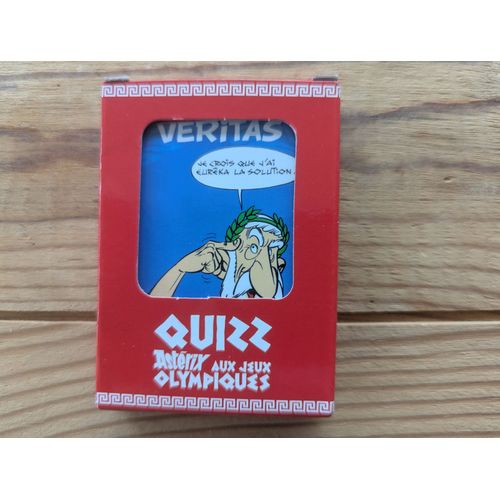 VERITAS
JE CROIS QUE J'AI
EURÊKA LA SOLUTION.
QUIZZ
Astérix AUX JEUX
OLYMPIQUES